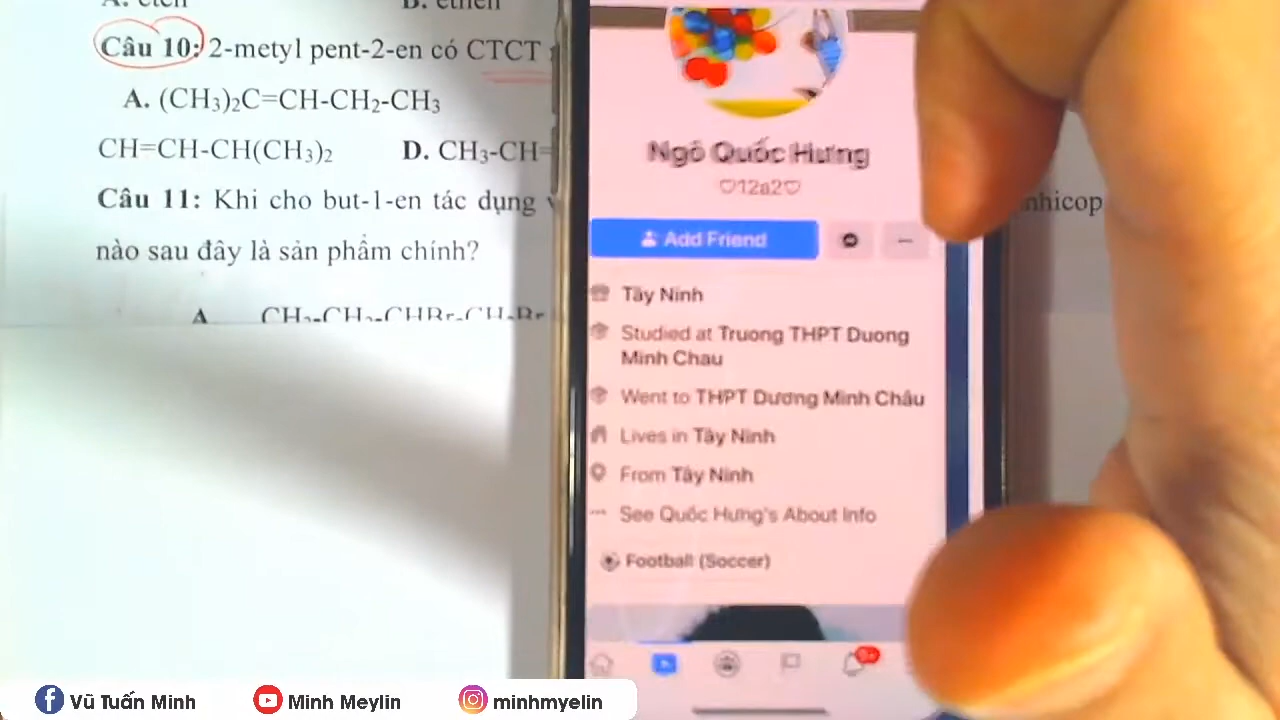 Câu 10: 2-metyl pent-2-en có CTCT
A. (CH3)2C=CH-CH2-CH3
CH=CH-CH(CH3)2 D. CH3-CH=
Câu 11: Khi cho but-1-en tác dụng
nhicop
nào sau đây là sản phẩm chính?
A
Ngô Quốc Hưng
♡12a2♡
Add Friend
Tây Ninh
Studied at Truong THPT Duong
Minh Chau
Went to THPT Dương Minh Châu
Lives in Tây Ninh
From Tây Ninh
See Quốc Hưng's About Info
Football (Soccer)
9+
Vũ Tuấn Minh Minh Meylin minhmyelin